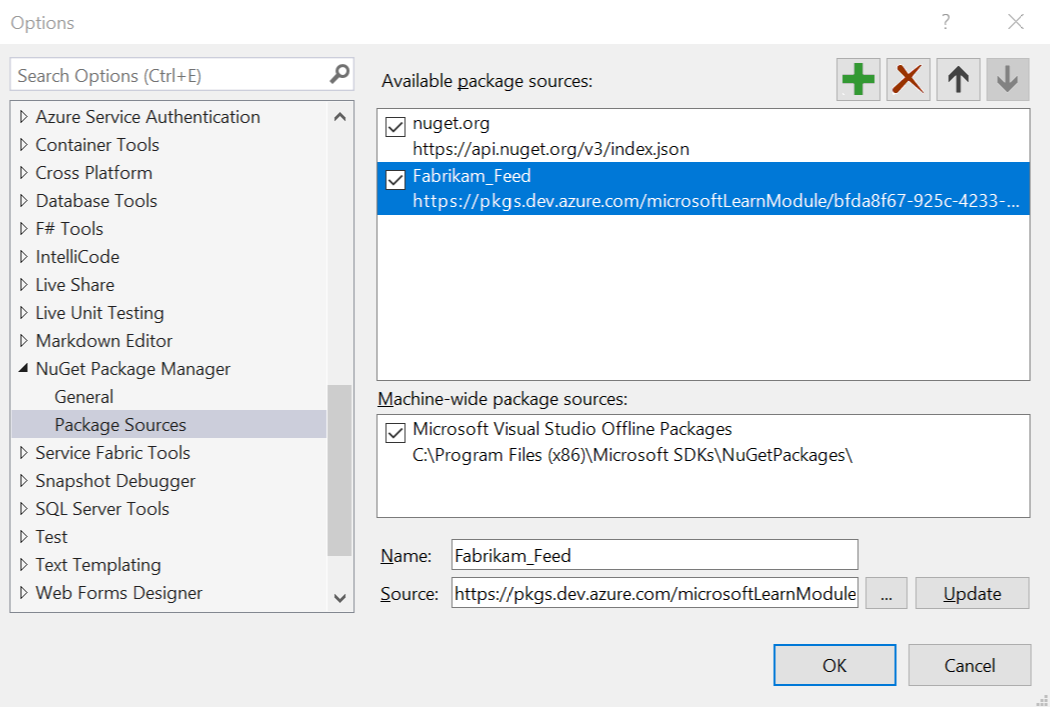 Options
?
Search Options (Ctrl+E)
Azure Service Authentication
Container Tools
Cross Platform
Database Tools
F# Tools
IntelliCode
Live Share
Live Unit Testing
Markdown Editor
NuGet Package Manager
General
Package Sources
Service Fabric Tools
Snapshot Debugger
SQL Server Tools
Test
Text Templating
Web Forms Designer
Available package sources:
nuget.org
https://api.nuget.org/v3/index.json
Fabrikam_Feed
https://pkgs.dev.azure.com/microsoftLearnModule/bfda8f67-925c-4233-...
Machine-wide package sources:
Microsoft Visual Studio Offline Packages
C:\Program Files (x86)\Microsoft SDKs\NuGetPackages\
Name: Fabrikam_Feed
Source: https://pkgs.dev.azure.com/microsoftLearnModule ... Update
OK Cancel